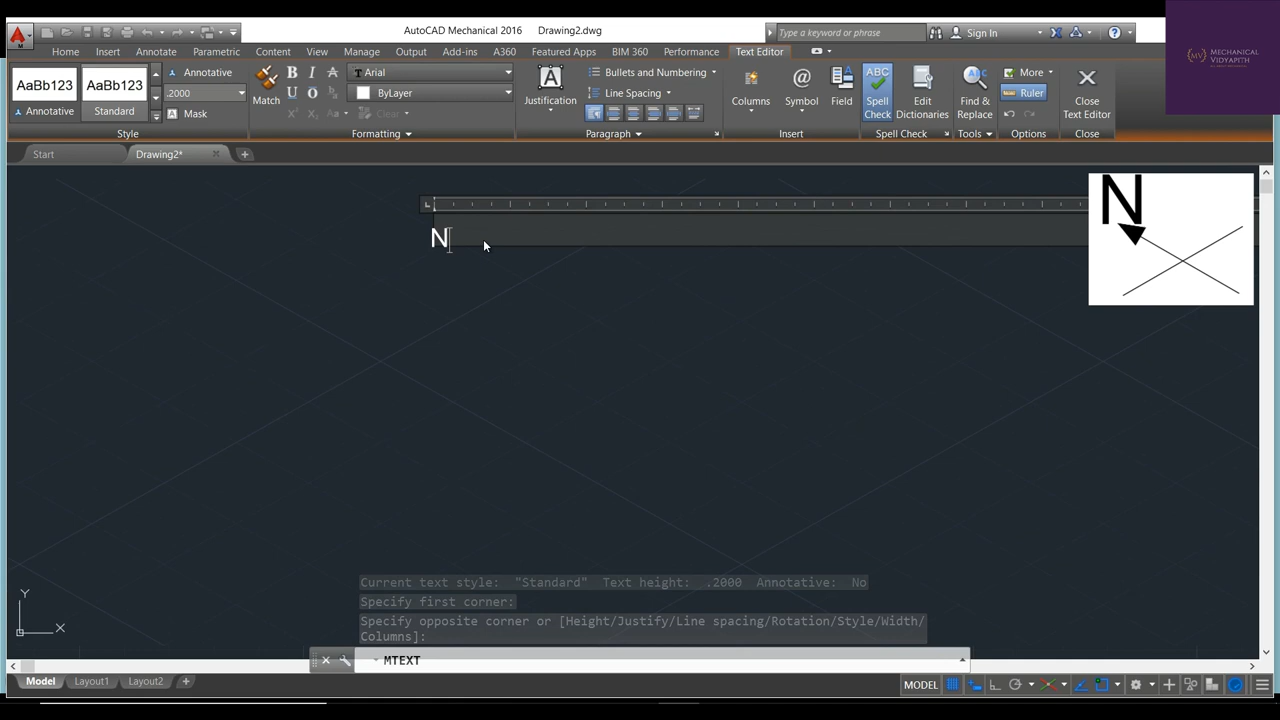 AutoCAD Mechanical 2016 Drawing2.dwg
Type a keyword or phrase
Sign In
MECHANICAL
VIDYAPITH
Home Insert Annotate Parametric Content View Manage Output Add-ins A360 Featured Apps BIM 360 Performance Text Editor
AaBb123 AaBb123
Annotative Standard
Annotative
.2000
Mask
Style
Match
B I A
U O
Aa
Arial
ByLayer
Clear
Formatting
A
Justification
Bullets and Numbering
Line Spacing
Paragraph
Columns
@
Symbol
Field
Insert
ABC
Spell
Check
Edit
Dictionaries
Spell Check
Find &
Replace
Tools
More
Ruler
Options
Close
Text Editor
Close
Start Drawing2*
N
N
Current text style: "Standard" Text height: .2000 Annotative: No
Specify first corner:
Specify opposite corner or [Height/Justify/Line spacing/Rotation/Style/Width/
Columns]:
MTEXT
Y
X
Model Layout1 Layout2
MODEL